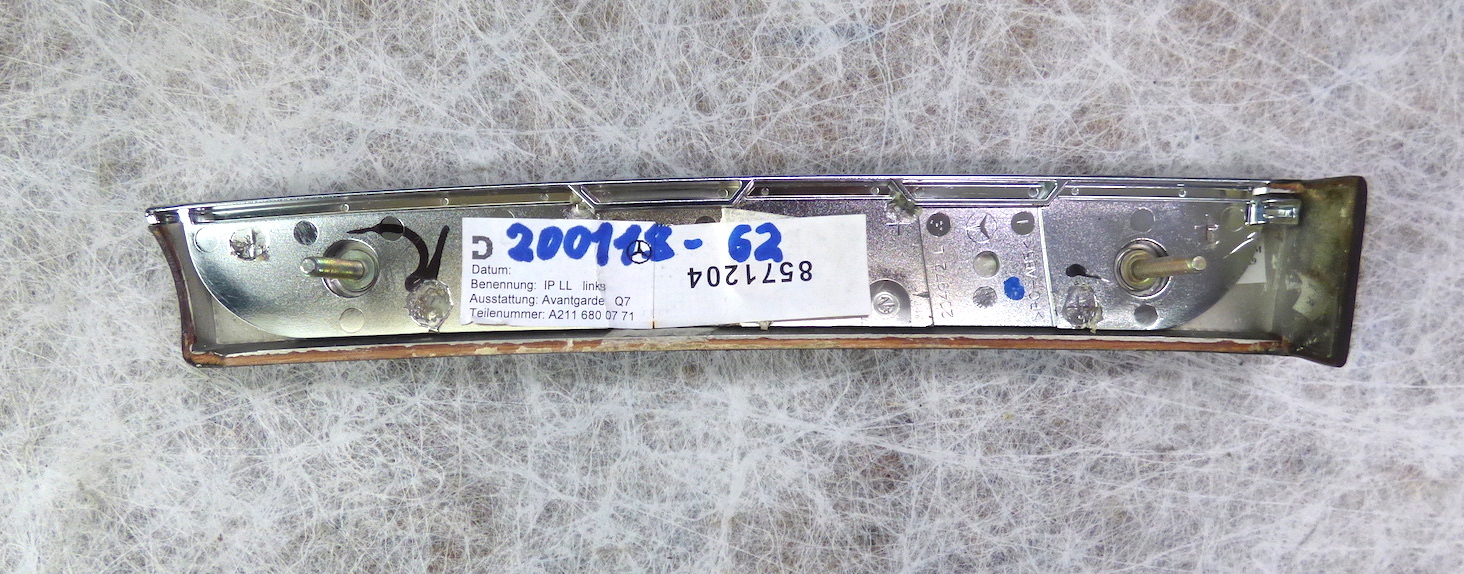 D 200118-62
Datum:
Benennung: IP LL links
Ausstattung: Avantgarde Q7
Teilenummer: A211 680 07 71
8571204